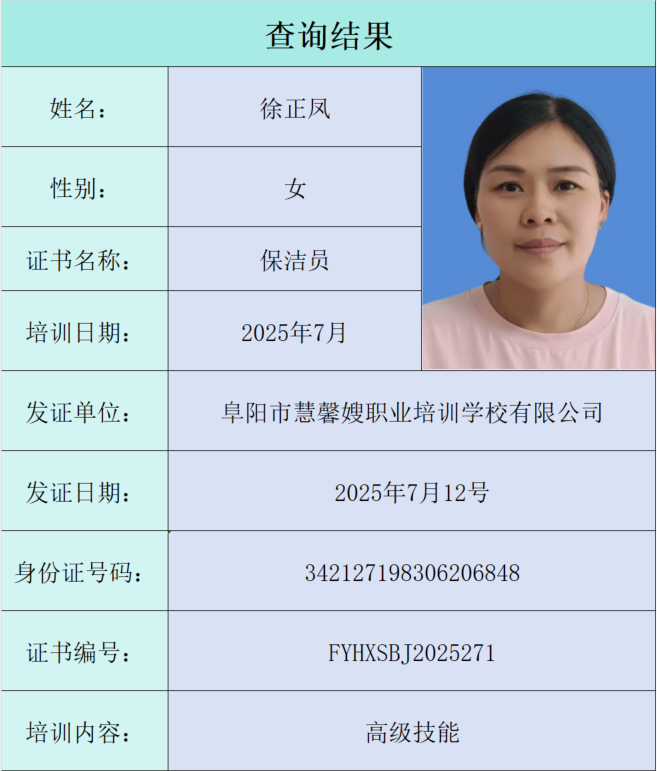 查询结果
姓名： 徐正凤
性别： 女
证书名称： 保洁员
培训日期： 2025年7月
发证单位： 阜阳市慧馨嫂职业培训学校有限公司
发证日期： 2025年7月12号
身份证号码： 342127198306206848
证书编号： FYHXSBJ2025271
培训内容： 高级技能